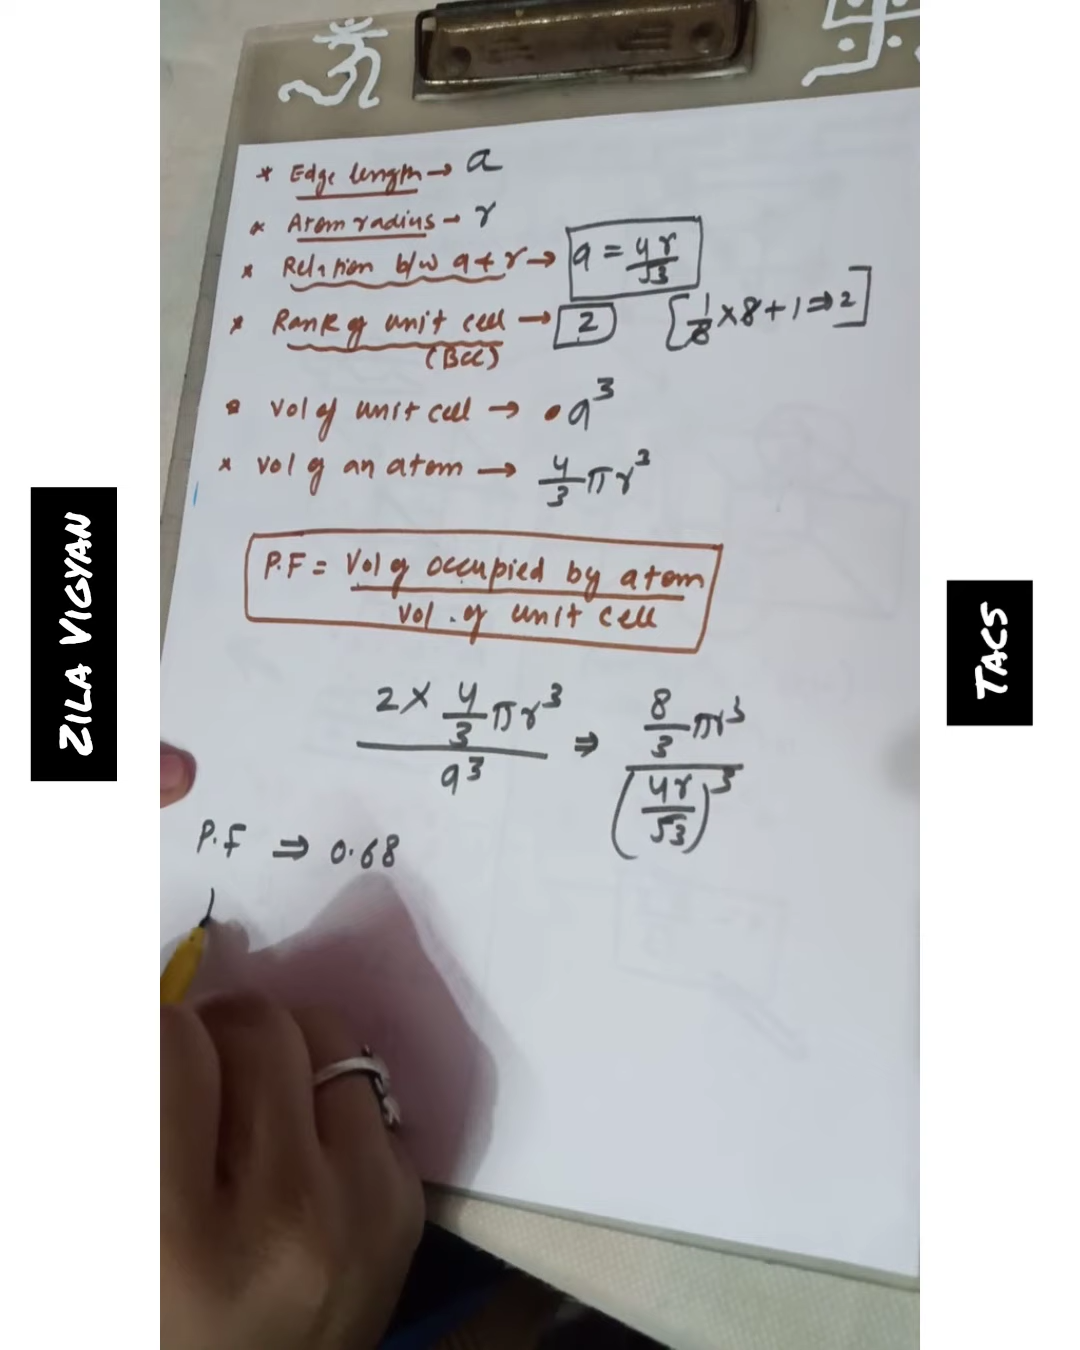 ॐ
* Edge length → a
* Atom radius → r
* Relation b/w a & r → a = 4r/√3
* Rank of unit cell → 2 [1/8 × 8 + 1 ⇒ 2]
(Bcc)
* vol of unit cell → a³
* vol of an atom → 4/3 πr³
P.F = Vol of occupied by atom / vol. of unit cell
2 × 4/3 πr³ / a³ ⇒ 8/3 πr³ / (4r/√3)³
P.F ⇒ 0.68
ZILA VIGYAN
TACS